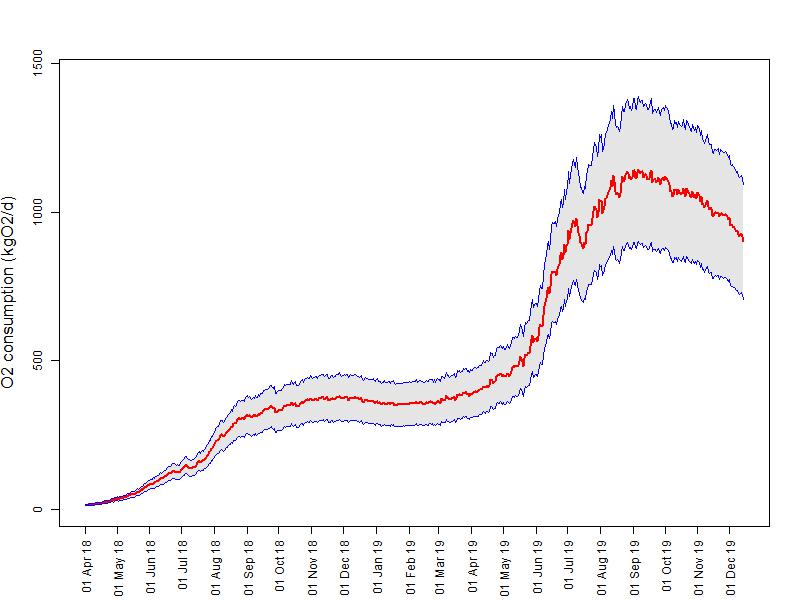 O2 consumption (kgO2/d)
1500
1000
500
0
01 Apr 18
01 May 18
01 Jun 18
01 Jul 18
01 Aug 18
01 Sep 18
01 Oct 18
01 Nov 18
01 Dec 18
01 Jan 19
01 Feb 19
01 Mar 19
01 Apr 19
01 May 19
01 Jun 19
01 Jul 19
01 Aug 19
01 Sep 19
01 Oct 19
01 Nov 19
01 Dec 19